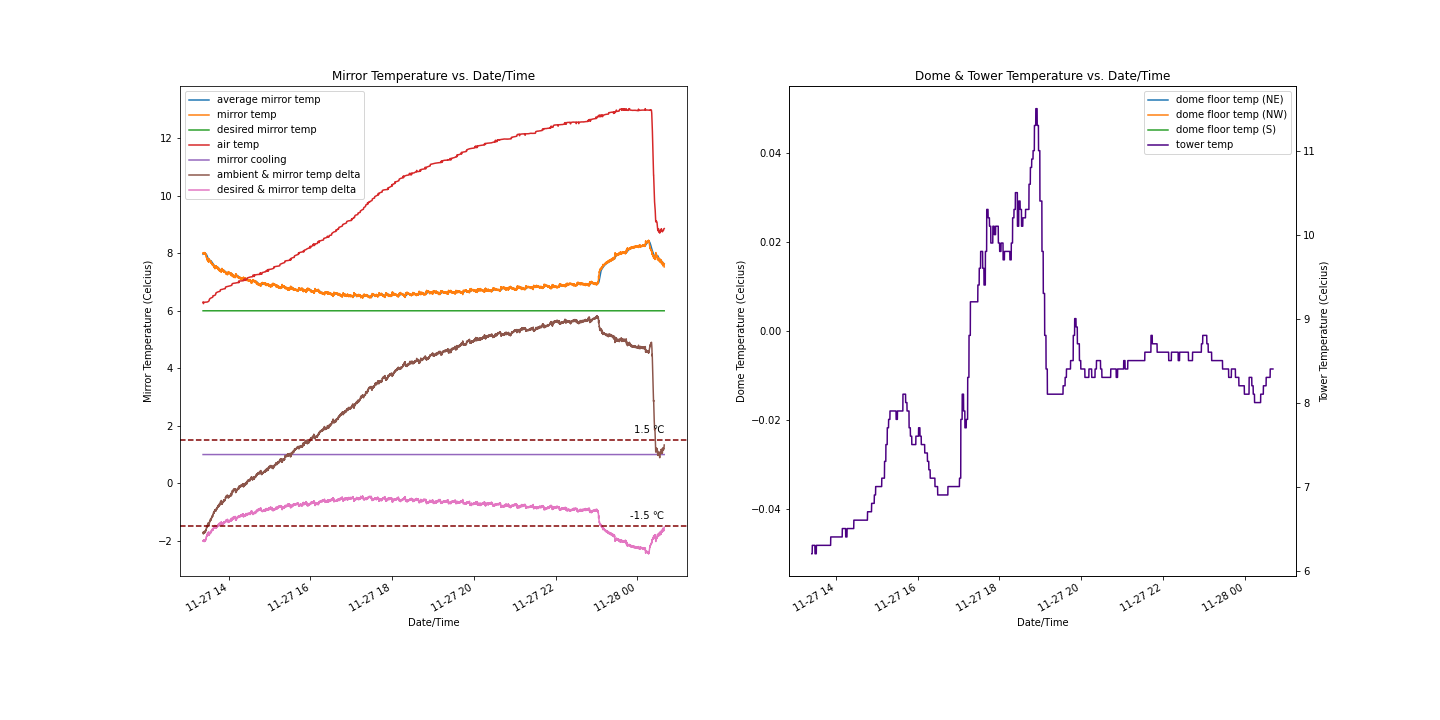 Mirror Temperature vs. Date/Time
average mirror temp
mirror temp
desired mirror temp
air temp
mirror cooling
ambient & mirror temp delta
desired & mirror temp delta
12
10
8
6
4
2
0
−2
Mirror Temperature (Celcius)
1.5 °C
-1.5 °C
11-27 14
11-27 16
11-27 18
11-27 20
11-27 22
11-28 00
Date/Time
Dome & Tower Temperature vs. Date/Time
dome floor temp (NE)
dome floor temp (NW)
dome floor temp (S)
tower temp
0.04
0.02
0.00
−0.02
−0.04
Dome Temperature (Celcius)
11
10
9
8
7
6
Tower Temperature (Celcius)
11-27 14
11-27 16
11-27 18
11-27 20
11-27 22
11-28 00
Date/Time